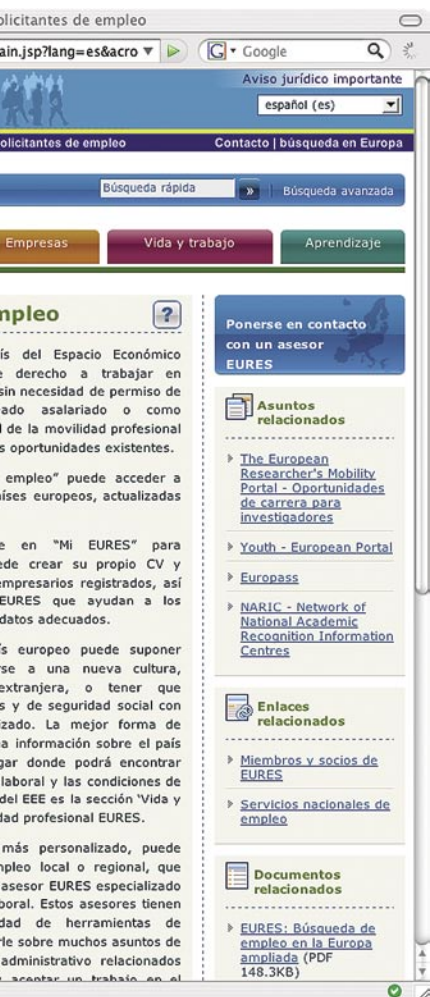 olicitantes de empleo
ain.jsp?lang=es&acro
G Google
Aviso jurídico importante
español (es)
olicitantes de empleo
Contacto | búsqueda en Europa
Búsqueda rápida » | Búsqueda avanzada
Empresas
Vida y trabajo
Aprendizaje
mpleo
?
ís del Espacio Económico
e derecho a trabajar en
sin necesidad de permiso de
ado asalariado o como
l de la movilidad profesional
s oportunidades existentes.
empleo" puede acceder a
aíses europeos, actualizadas
e en "Mi EURES" para
ede crear su propio CV y
empresarios registrados, así
EURES que ayudan a los
datos adecuados.
ís europeo puede suponer
rse a una nueva cultura,
extranjera, o tener que
s y de seguridad social con
izado. La mejor forma de
a información sobre el país
gar donde podrá encontrar
laboral y las condiciones de
del EEE es la sección "Vida y
dad profesional EURES.
más personalizado, puede
mpleo local o regional, que
asesor EURES especializado
boral. Estos asesores tienen
dad de herramientas de
rle sobre muchos asuntos de
administrativo relacionados
aceptar un trabajo en el
Ponerse en contacto
con un asesor
EURES
Asuntos
relacionados
The European
Researcher's Mobility
Portal - Oportunidades
de carrera para
investigadores
Youth - European Portal
Europass
NARIC - Network of
National Academic
Recognition Information
Centres
Enlaces
relacionados
Miembros y socios de
EURES
Servicios nacionales de
empleo
Documentos
relacionados
EURES: Búsqueda de
empleo en la Europa
ampliada (PDF
148.3KB)